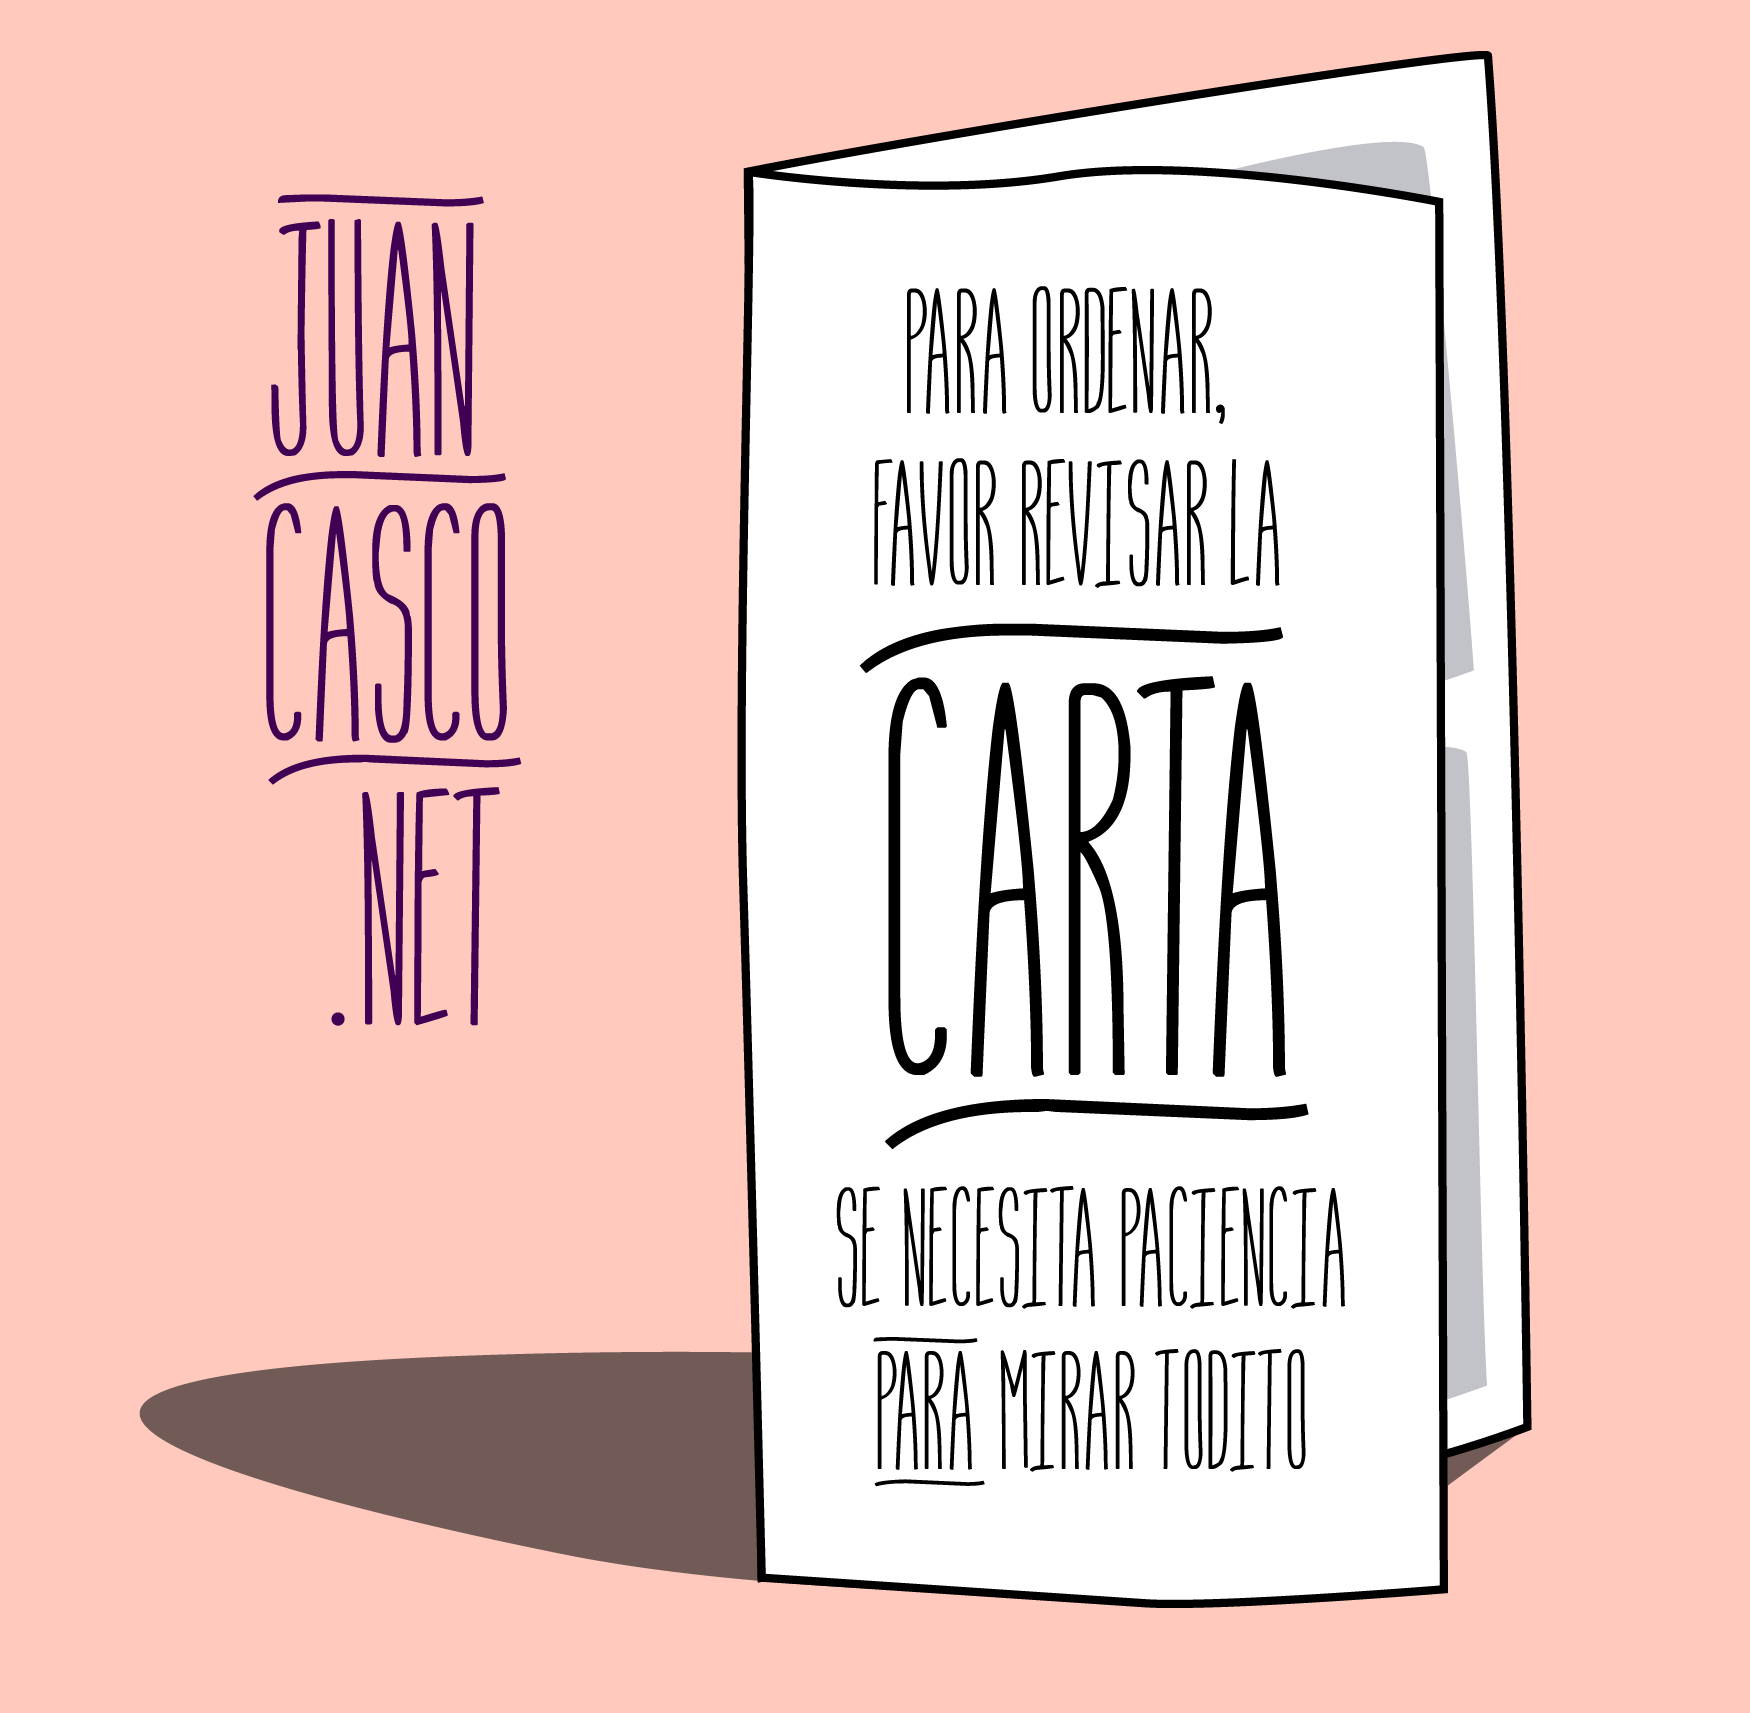 JUAN
CASCO
.NET
PARA ORDENAR,
FAVOR REVISAR LA
CARTA
SE NECESITA PACIENCIA
PARA MIRAR TODITO